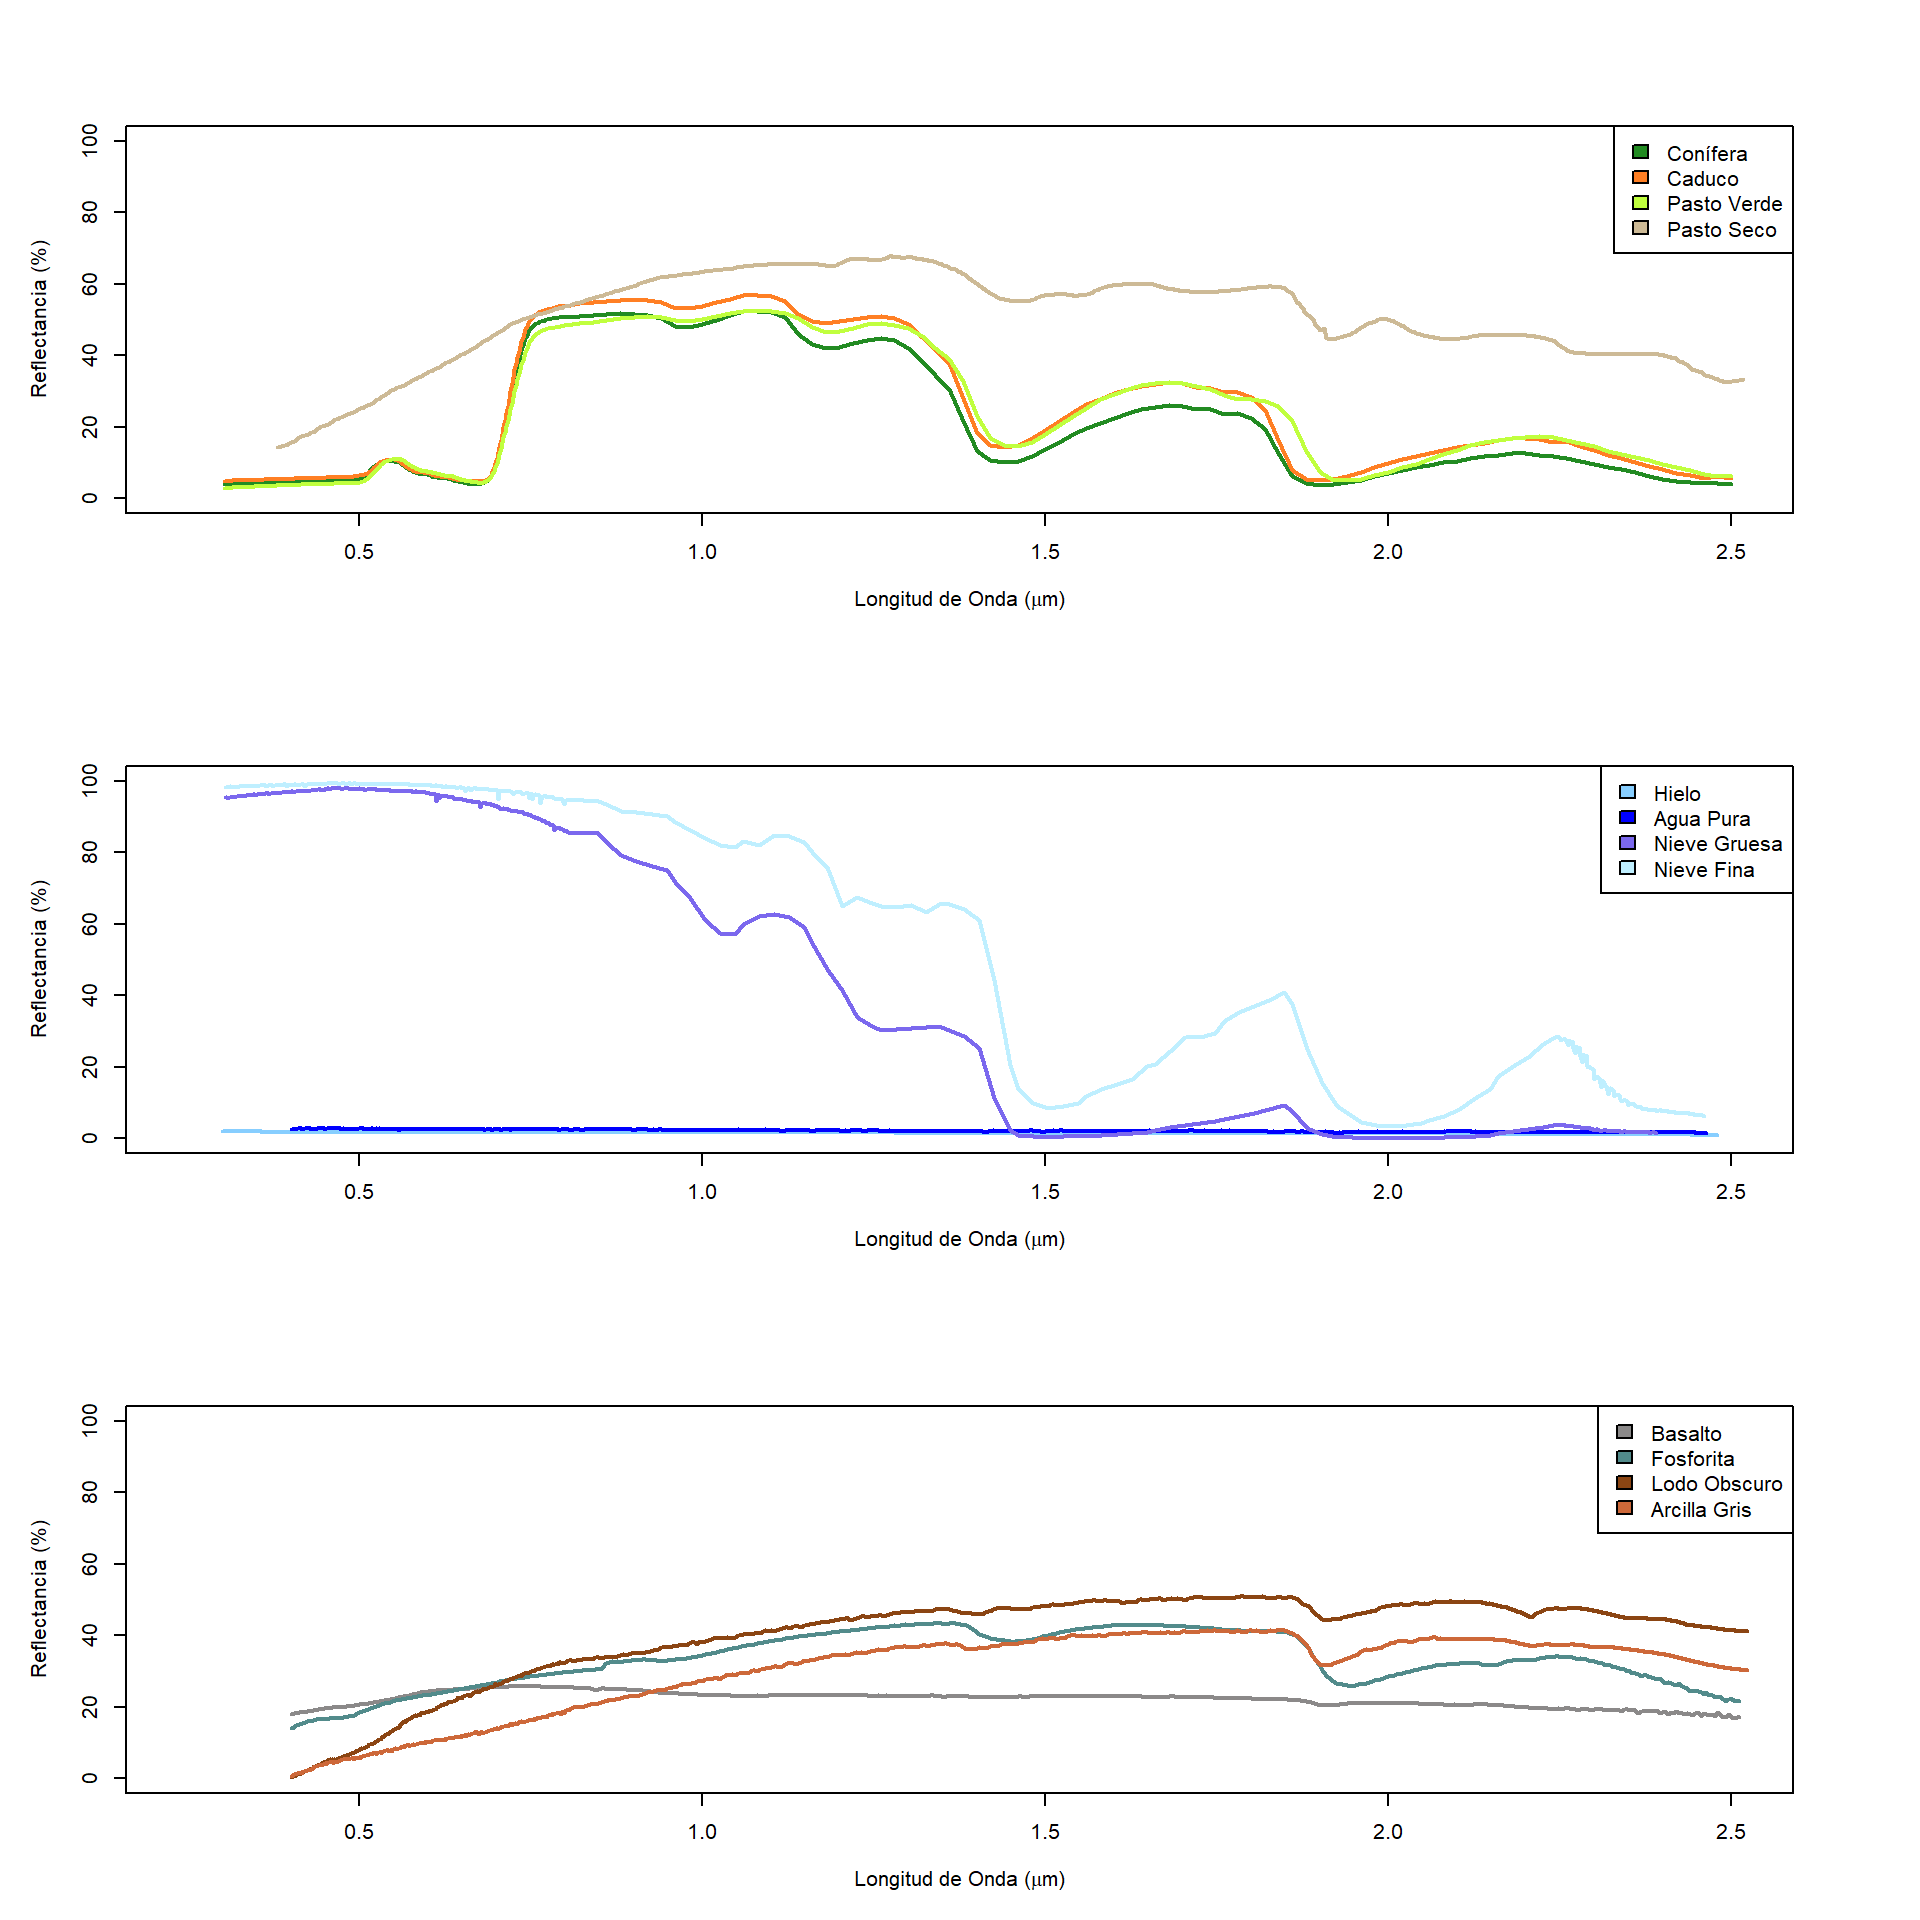 Reflectancia (%)
100
80
60
40
20
0
Conífera
Caduco
Pasto Verde
Pasto Seco
0.5 1.0 1.5 2.0 2.5
Longitud de Onda (μm)
Reflectancia (%)
100
80
60
40
20
0
Hielo
Agua Pura
Nieve Gruesa
Nieve Fina
0.5 1.0 1.5 2.0 2.5
Longitud de Onda (μm)
Reflectancia (%)
100
80
60
40
20
0
Basalto
Fosforita
Lodo Obscuro
Arcilla Gris
0.5 1.0 1.5 2.0 2.5
Longitud de Onda (μm)